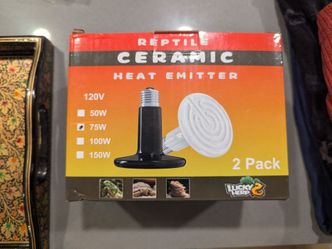 REPTILE
CERAMIC
HEAT EMITTER
120V
50W
75W
100W
150W
2 Pack
LUCKY
HERP